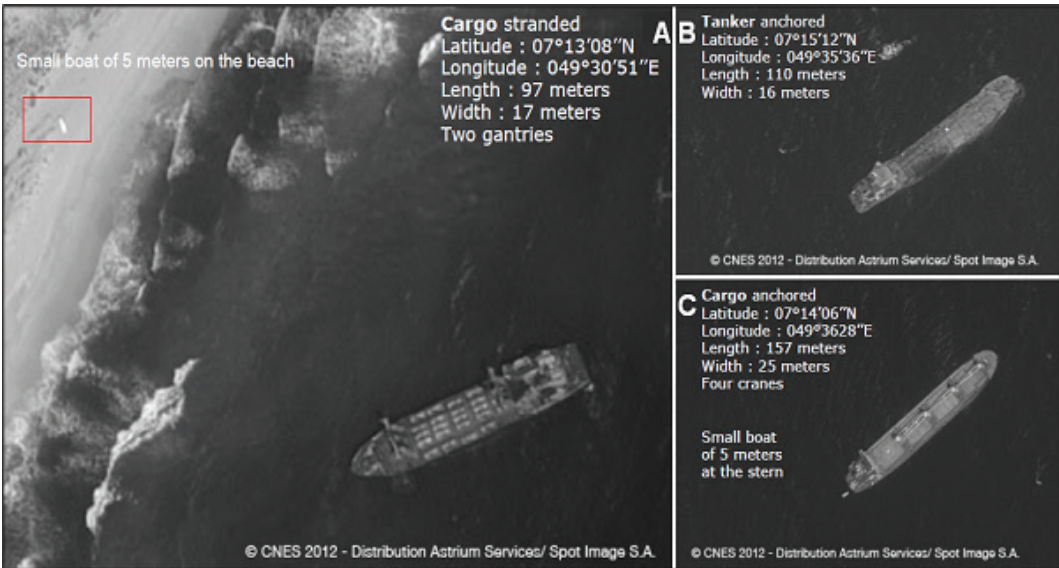 Small boat of 5 meters on the beach
Cargo stranded
Latitude : 07°13'08"N
Longitude : 049°30'51"E
Length : 97 meters
Width : 17 meters
Two gantries
A
© CNES 2012 - Distribution Astrium Services/ Spot Image S.A.
B
Tanker anchored
Latitude : 07°15'12"N
Longitude : 049°35'36"E
Length : 110 meters
Width : 16 meters
© CNES 2012 - Distribution Astrium Services/ Spot Image S.A.
C
Cargo anchored
Latitude : 07°14'06"N
Longitude : 049°3628"E
Length : 157 meters
Width : 25 meters
Four cranes
Small boat
of 5 meters
at the stern
© CNES 2012 - Distribution Astrium Services/ Spot Image S.A.